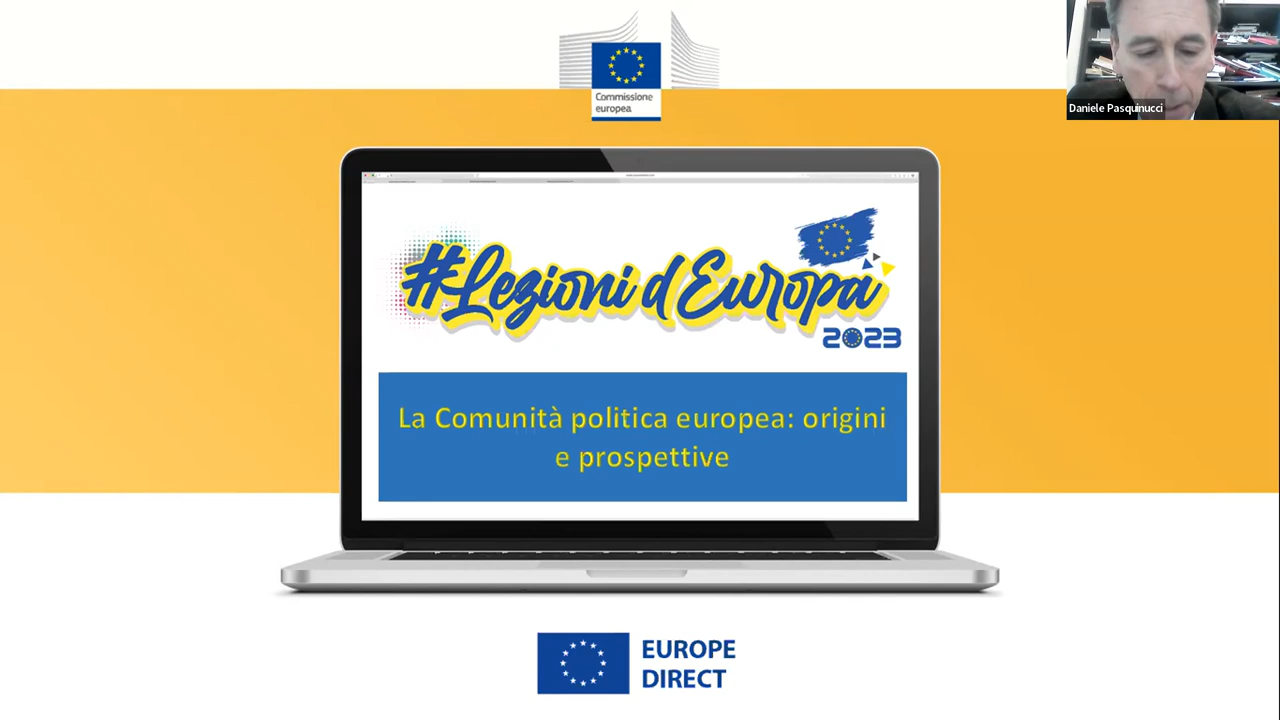 Commissione
europea
Daniele Pasquinucci
#Lezioni d Europa
2023
La Comunità politica europea: origini
e prospettive
EUROPE
DIRECT